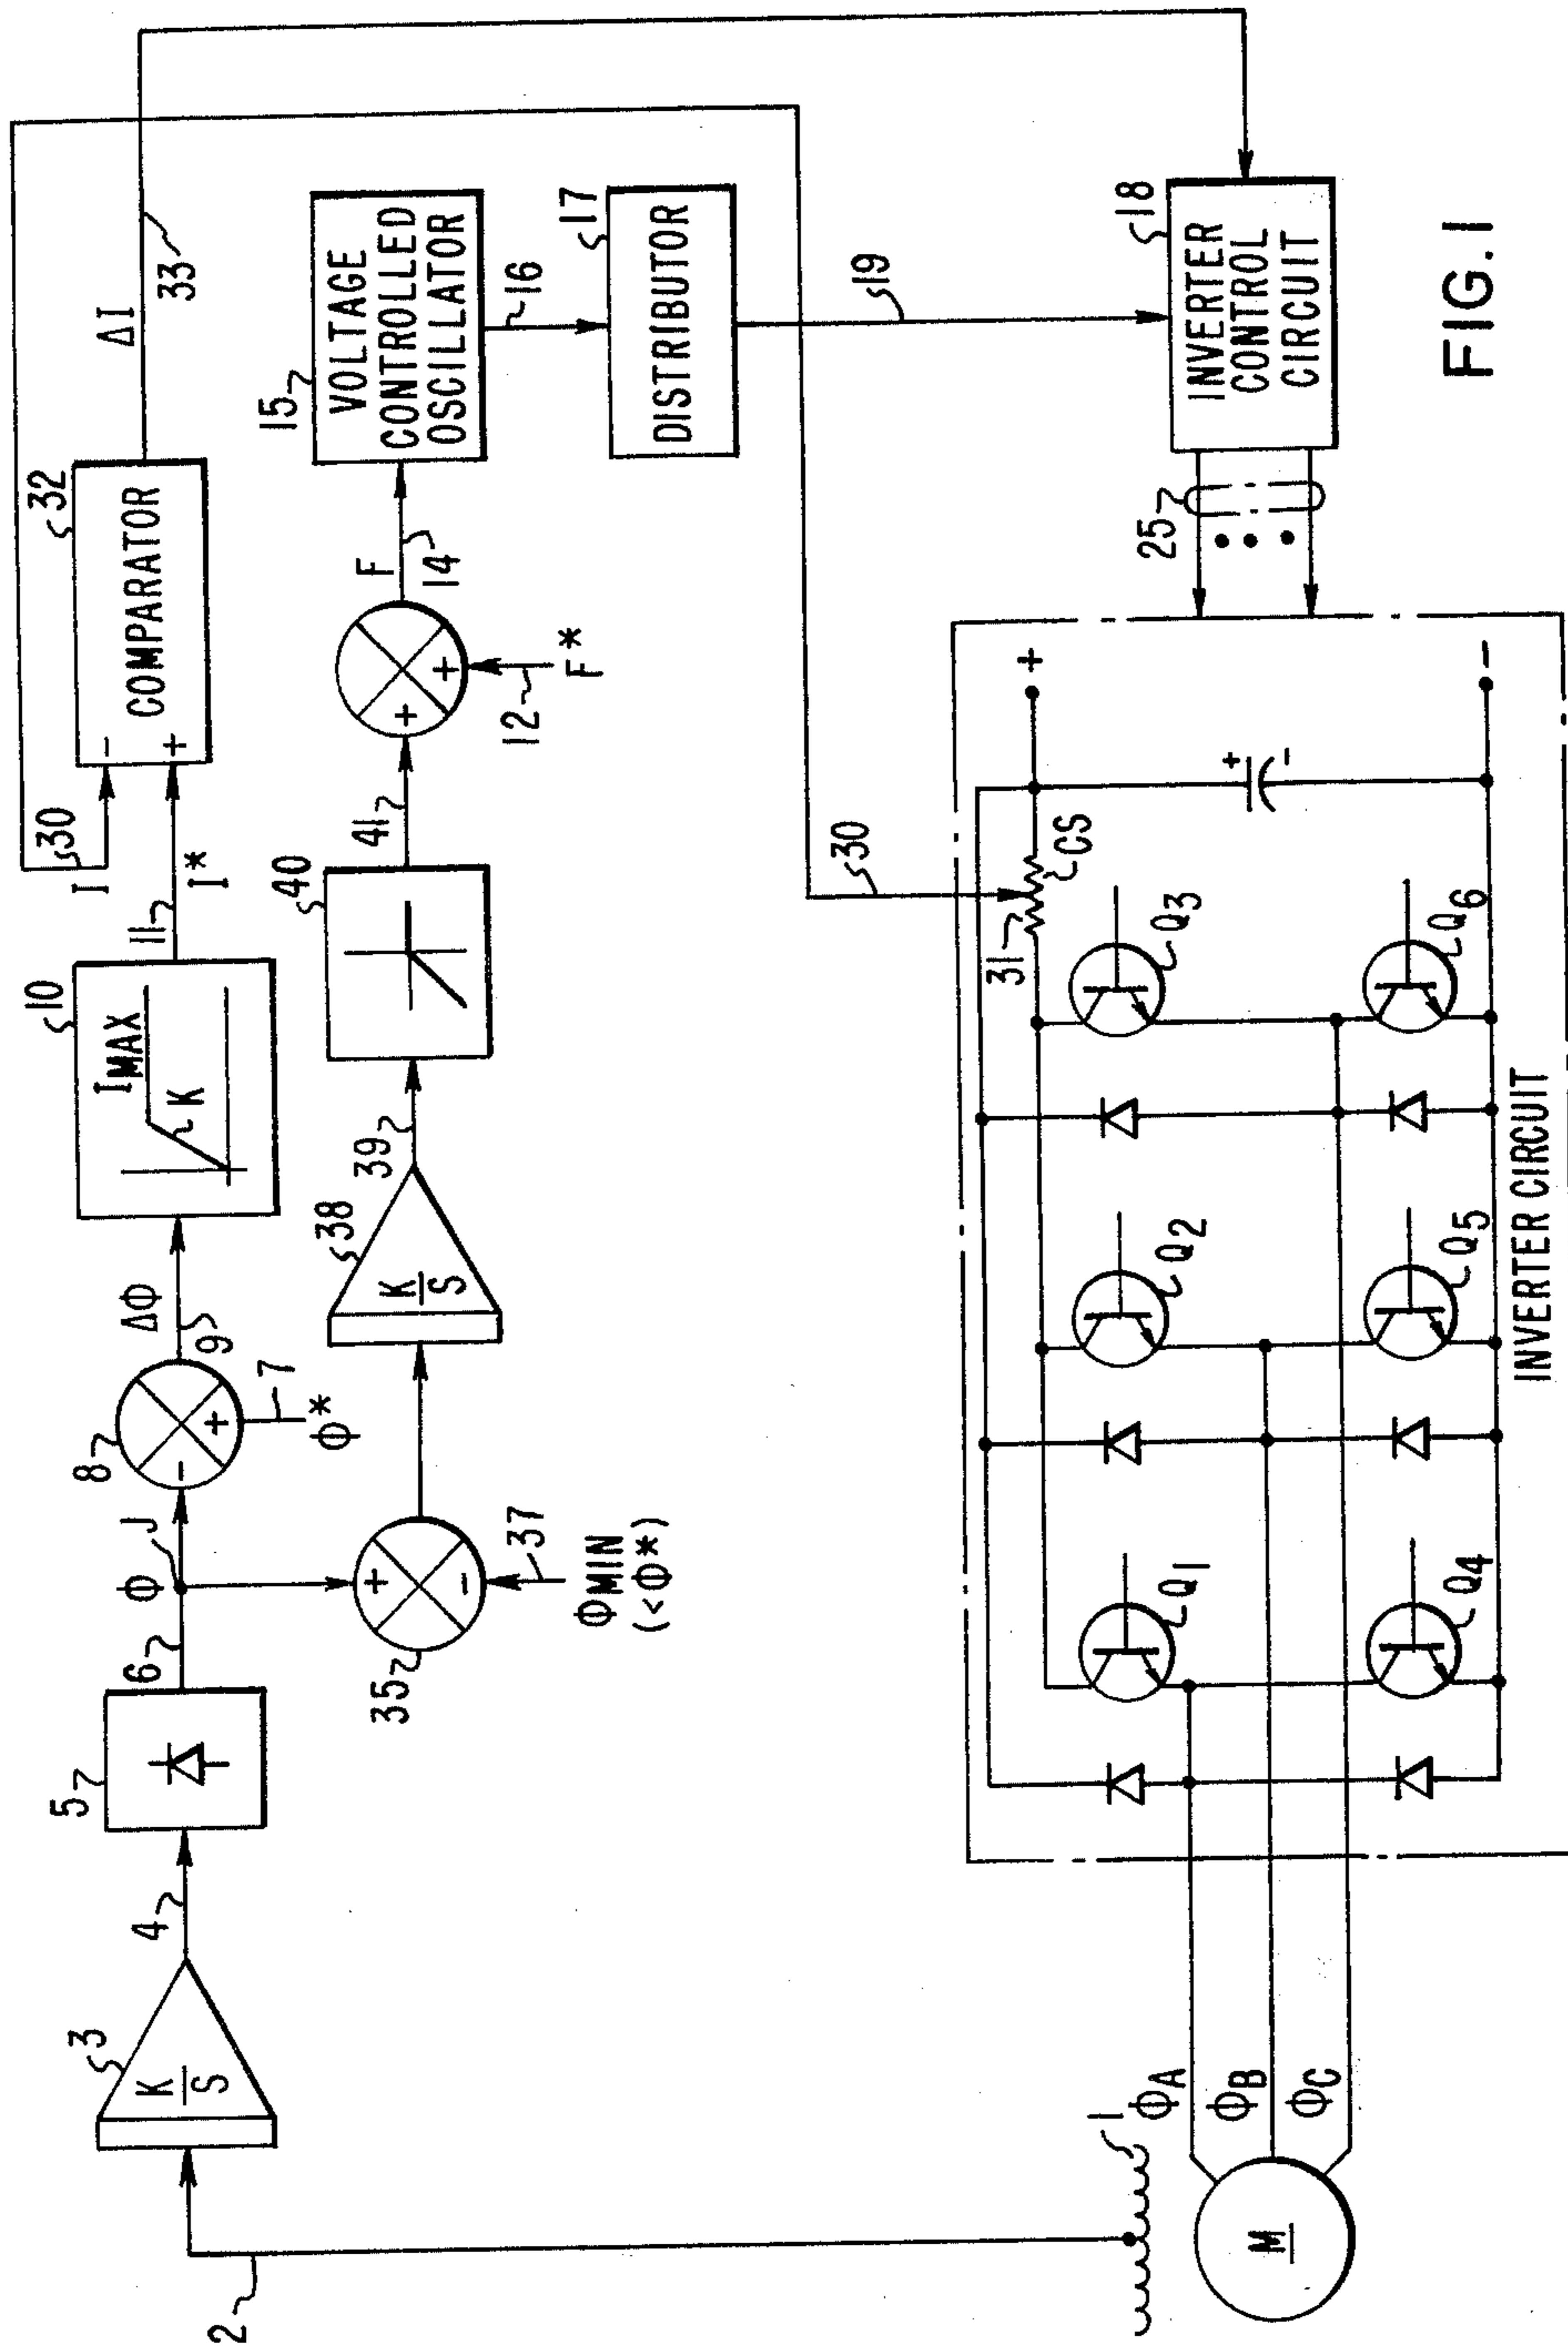 2
3
K
S
4
5
6
Φ
J
8
-
+
Φ*
7
ΔΦ
9
10
IMAX
K
11
I*
I
30
32
COMPARATOR
-
+
ΔI
33
35
+
-
37
ΦMIN
(<Φ*)
38
K
S
39
40
41
+
+
12
F*
F
14
15
VOLTAGE
CONTROLLED
OSCILLATOR
16
17
DISTRIBUTOR
19
18
INVERTER
CONTROL
CIRCUIT
25
30
31
CS
+
-
+
-
Q1
Q2
Q3
Q4
Q5
Q6
INVERTER CIRCUIT
1
ΦA
ΦB
ΦC
M
FIG.1